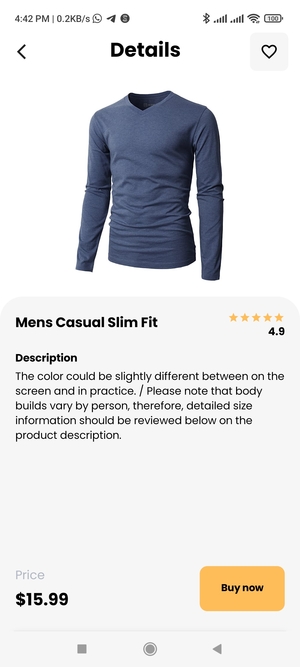 4:42 PM | 0.2KB/s
100
Details
Mens Casual Slim Fit
4.9
Description
The color could be slightly different between on the
screen and in practice. / Please note that body
builds vary by person, therefore, detailed size
information should be reviewed below on the
product description.
Price
$15.99
Buy now